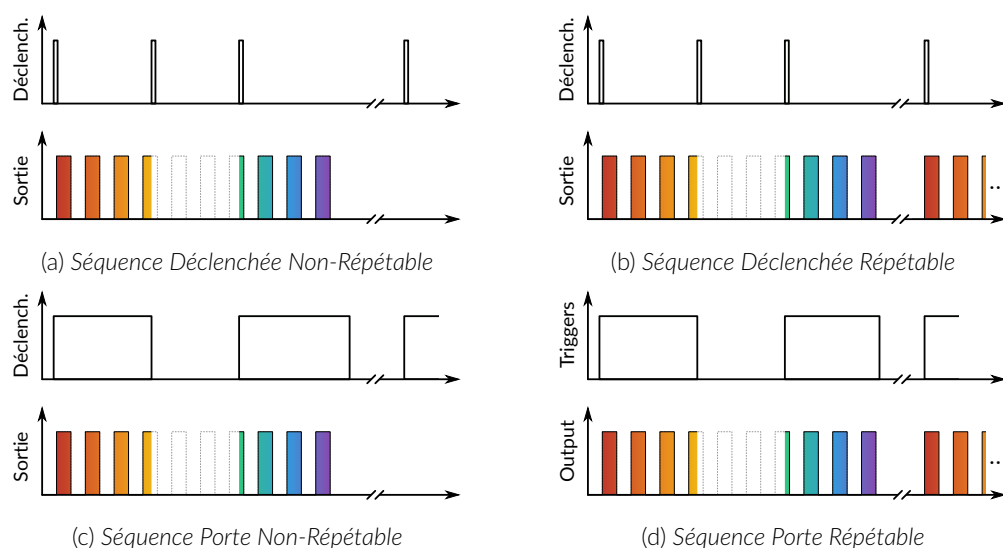 Déclench.
Déclench.
Sortie
Sortie
..
(a) Séquence Déclenchée Non-Répétable
(b) Séquence Déclenchée Répétable
Déclench.
Triggers
Sortie
Output
..
(c) Séquence Porte Non-Répétable
(d) Séquence Porte Répétable